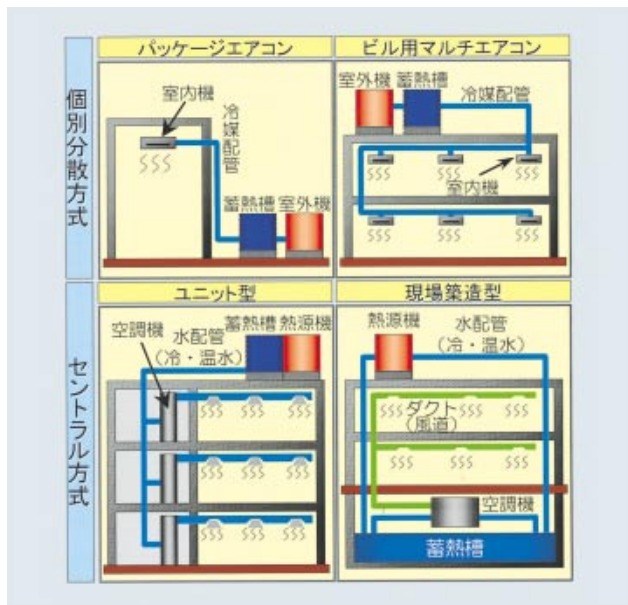 パッケージエアコン
ビル用マルチエアコン
個別分散方式
室内機
冷媒配管
蓄熱槽 室外機
室外機 蓄熱槽
冷媒配管
室内機
ユニット型
現場築造型
セントラル方式
空調機
水配管
(冷・温水)
蓄熱槽 熱源機
熱源機
水配管
(冷・温水)
ダクト
(風道)
空調機
蓄熱槽